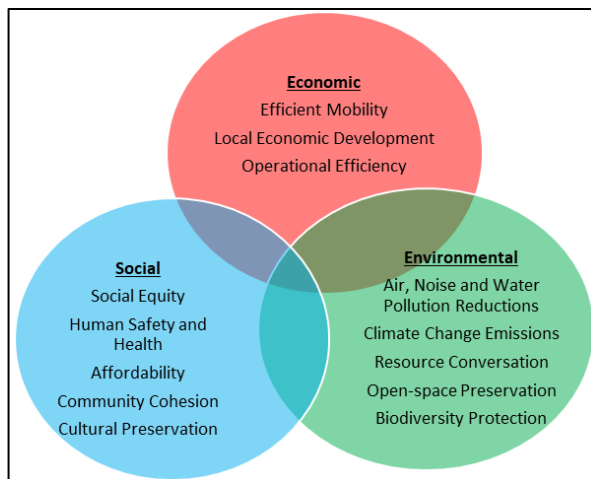 Economic
Efficient Mobility
Local Economic Development
Operational Efficiency
Social
Social Equity
Human Safety and
Health
Affordability
Community Cohesion
Cultural Preservation
Environmental
Air, Noise and Water
Pollution Reductions
Climate Change Emissions
Resource Conversation
Open-space Preservation
Biodiversity Protection